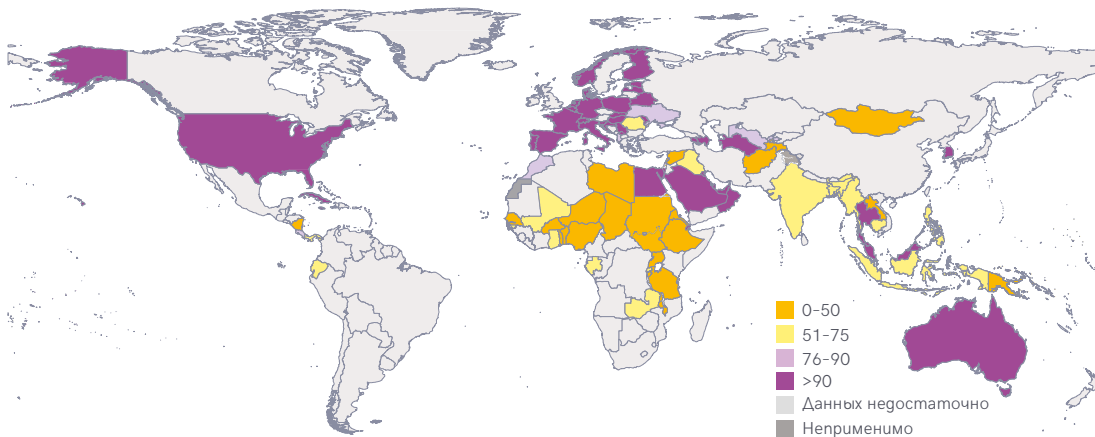 0–50
51–75
76–90
>90
Данных недостаточно
Неприменимо